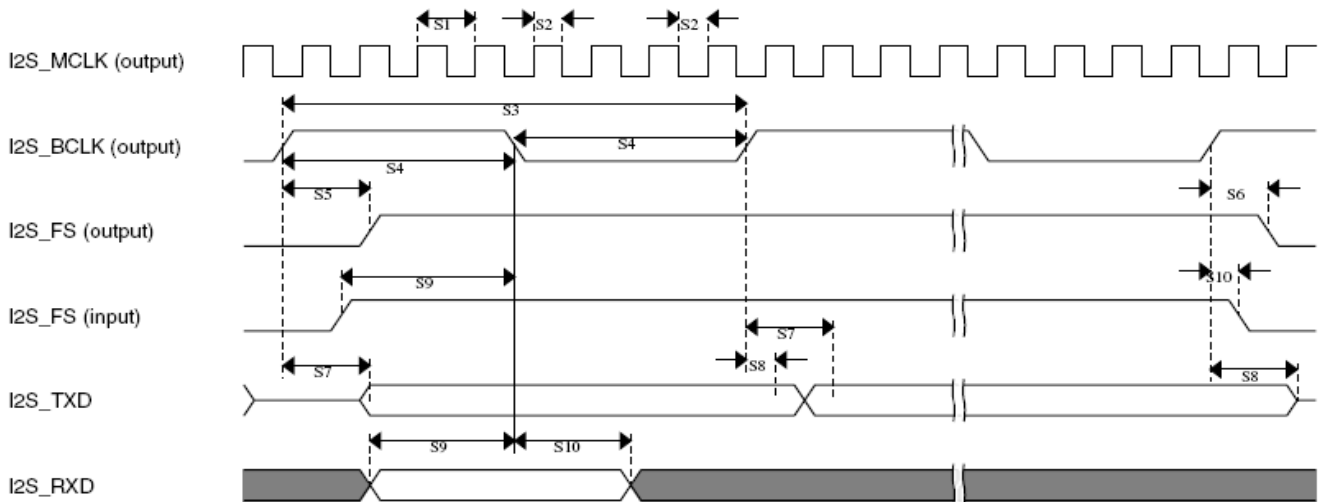 S1 S2 S2
I2S_MCLK (output)
S3
I2S_BCLK (output) S4
S4
S5 S6
I2S_FS (output)
S9 S10
I2S_FS (input)
S7
S7 S8 S8
I2S_TXD
S9 S10
I2S_RXD